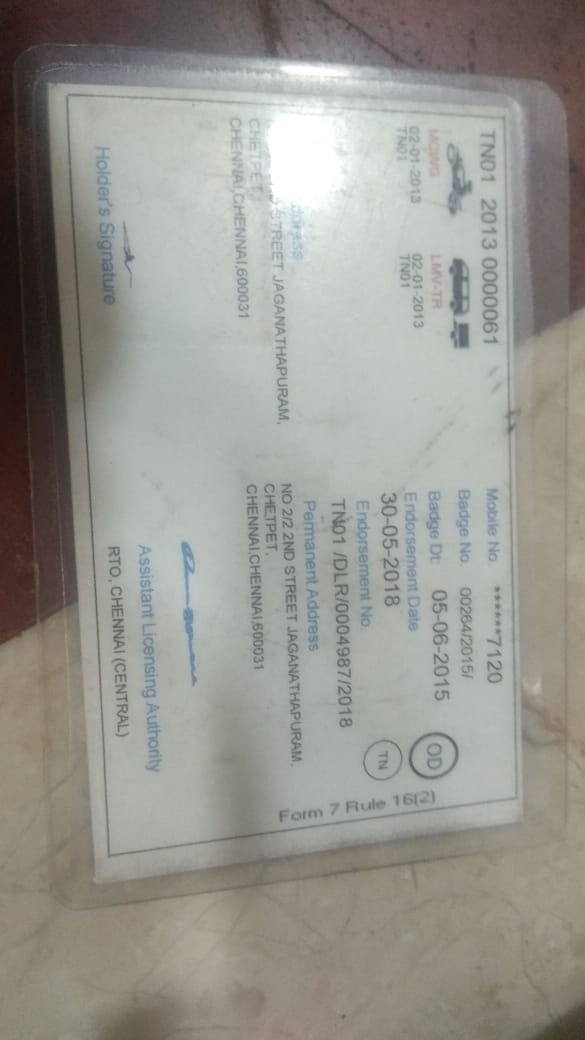 TN01 2013 0000061
MCWG
02-01-2013
TN01
LMV-TR
02-01-2013
TN01
STREET JAGANATHAPURAM,
CHETPET,
CHENNAI,CHENNAI,600031
Holder's Signature
Mobile No. ******7120
Badge No. 00264/2015/
Badge Dt: 05-06-2015
Endorsement Date
30-05-2018
Endorsement No.
TN01 /DLR/0004987/2018
Permanent Address
NO 2/2 2ND STREET JAGANATHAPURAM,
CHETPET,
CHENNAI,CHENNAI,600031
Assistant Licensing Authority
RTO, CHENNAI (CENTRAL)
OD
TN
Form 7 Rule 16(2)